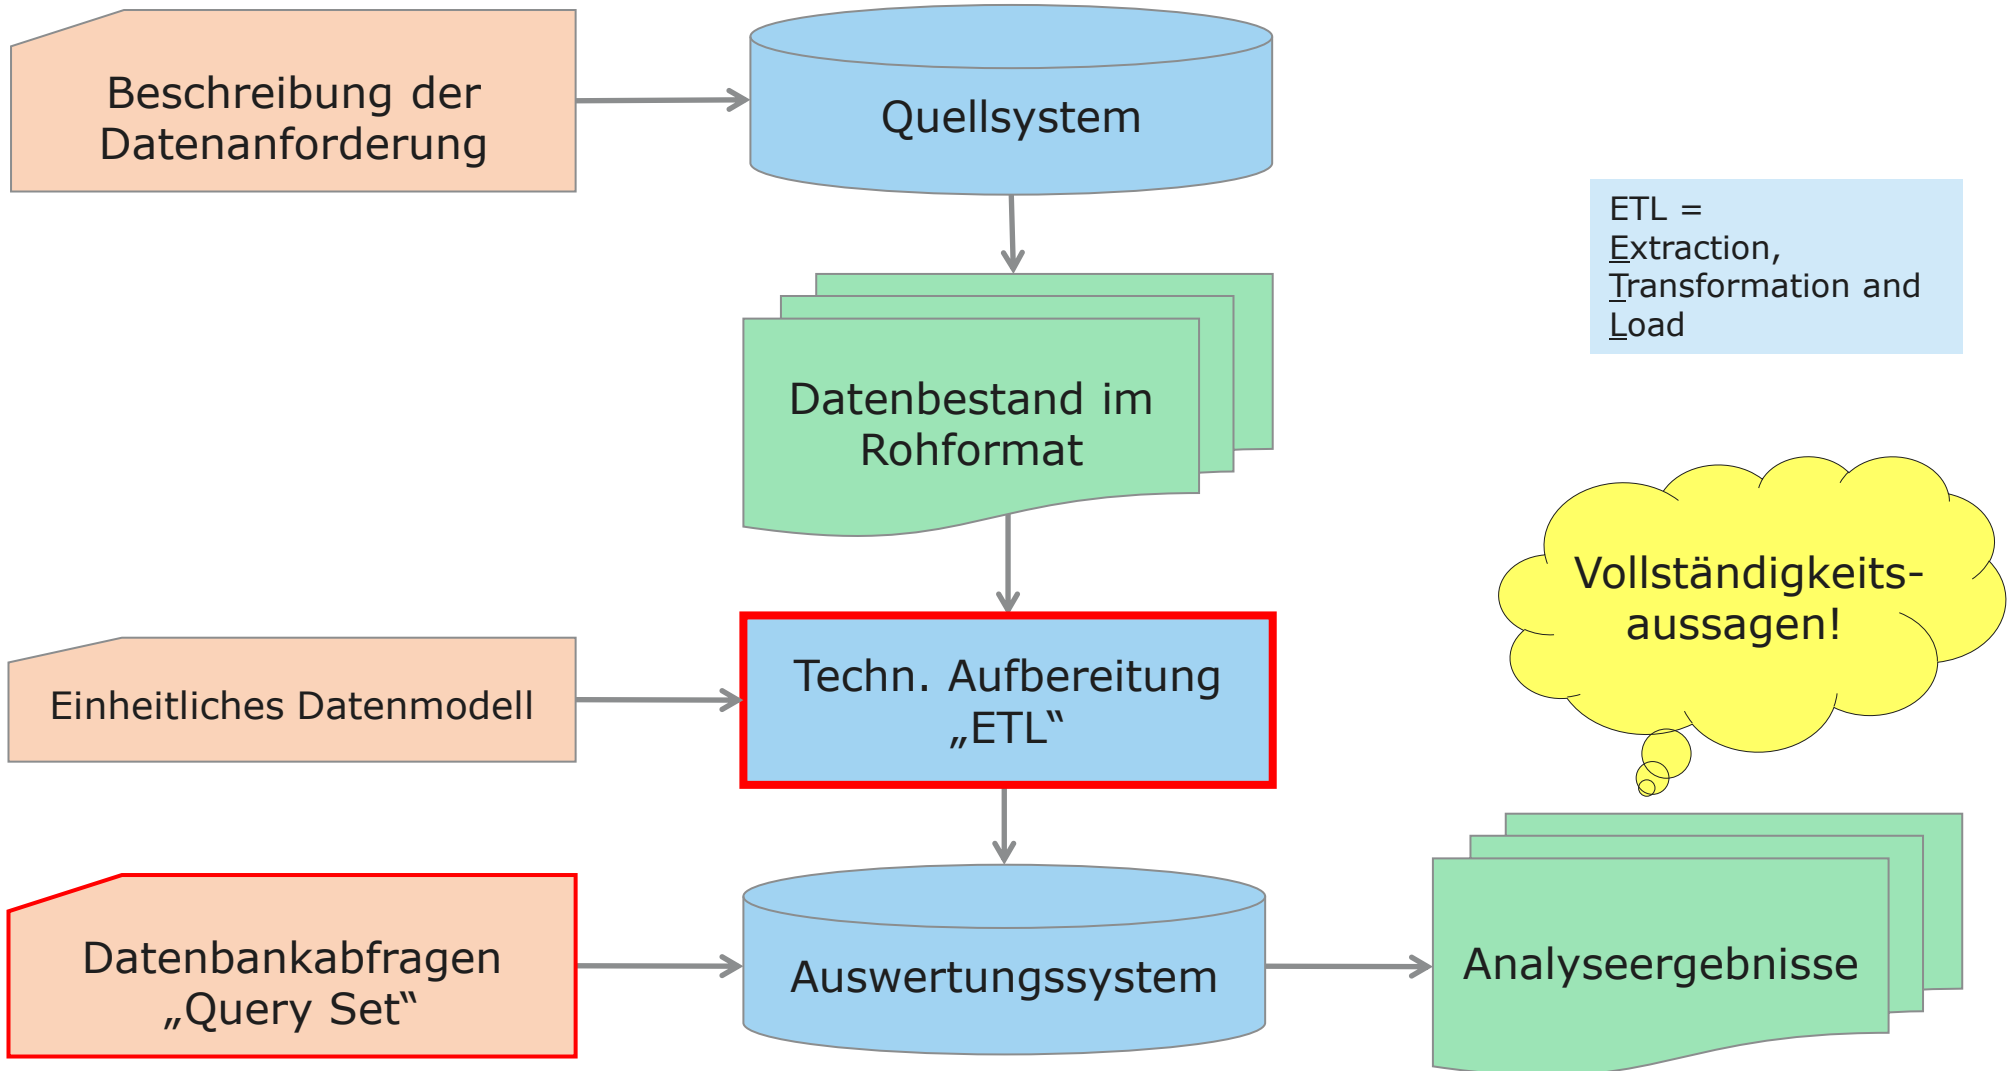 Beschreibung der
Datenanforderung
Quellsystem
ETL =
Extraction,
Transformation and
Load
Datenbestand im
Rohformat
Vollständigkeits-
aussagen!
Einheitliches Datenmodell
Techn. Aufbereitung
„ETL“
Datenbankabfragen
„Query Set“
Auswertungssystem
Analyseergebnisse